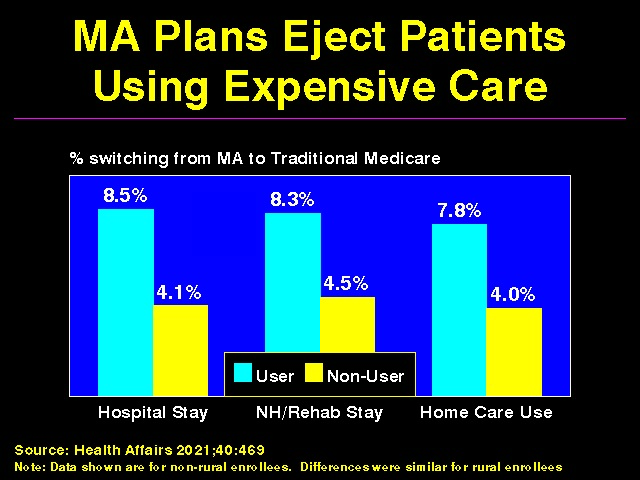 MA Plans Eject Patients
Using Expensive Care
% switching from MA to Traditional Medicare
8.5% 8.3% 7.8%
4.1% 4.5% 4.0%
User Non-User
Hospital Stay NH/Rehab Stay Home Care Use
Source: Health Affairs 2021;40:469
Note: Data shown are for non-rural enrollees. Differences were similar for rural enrollees